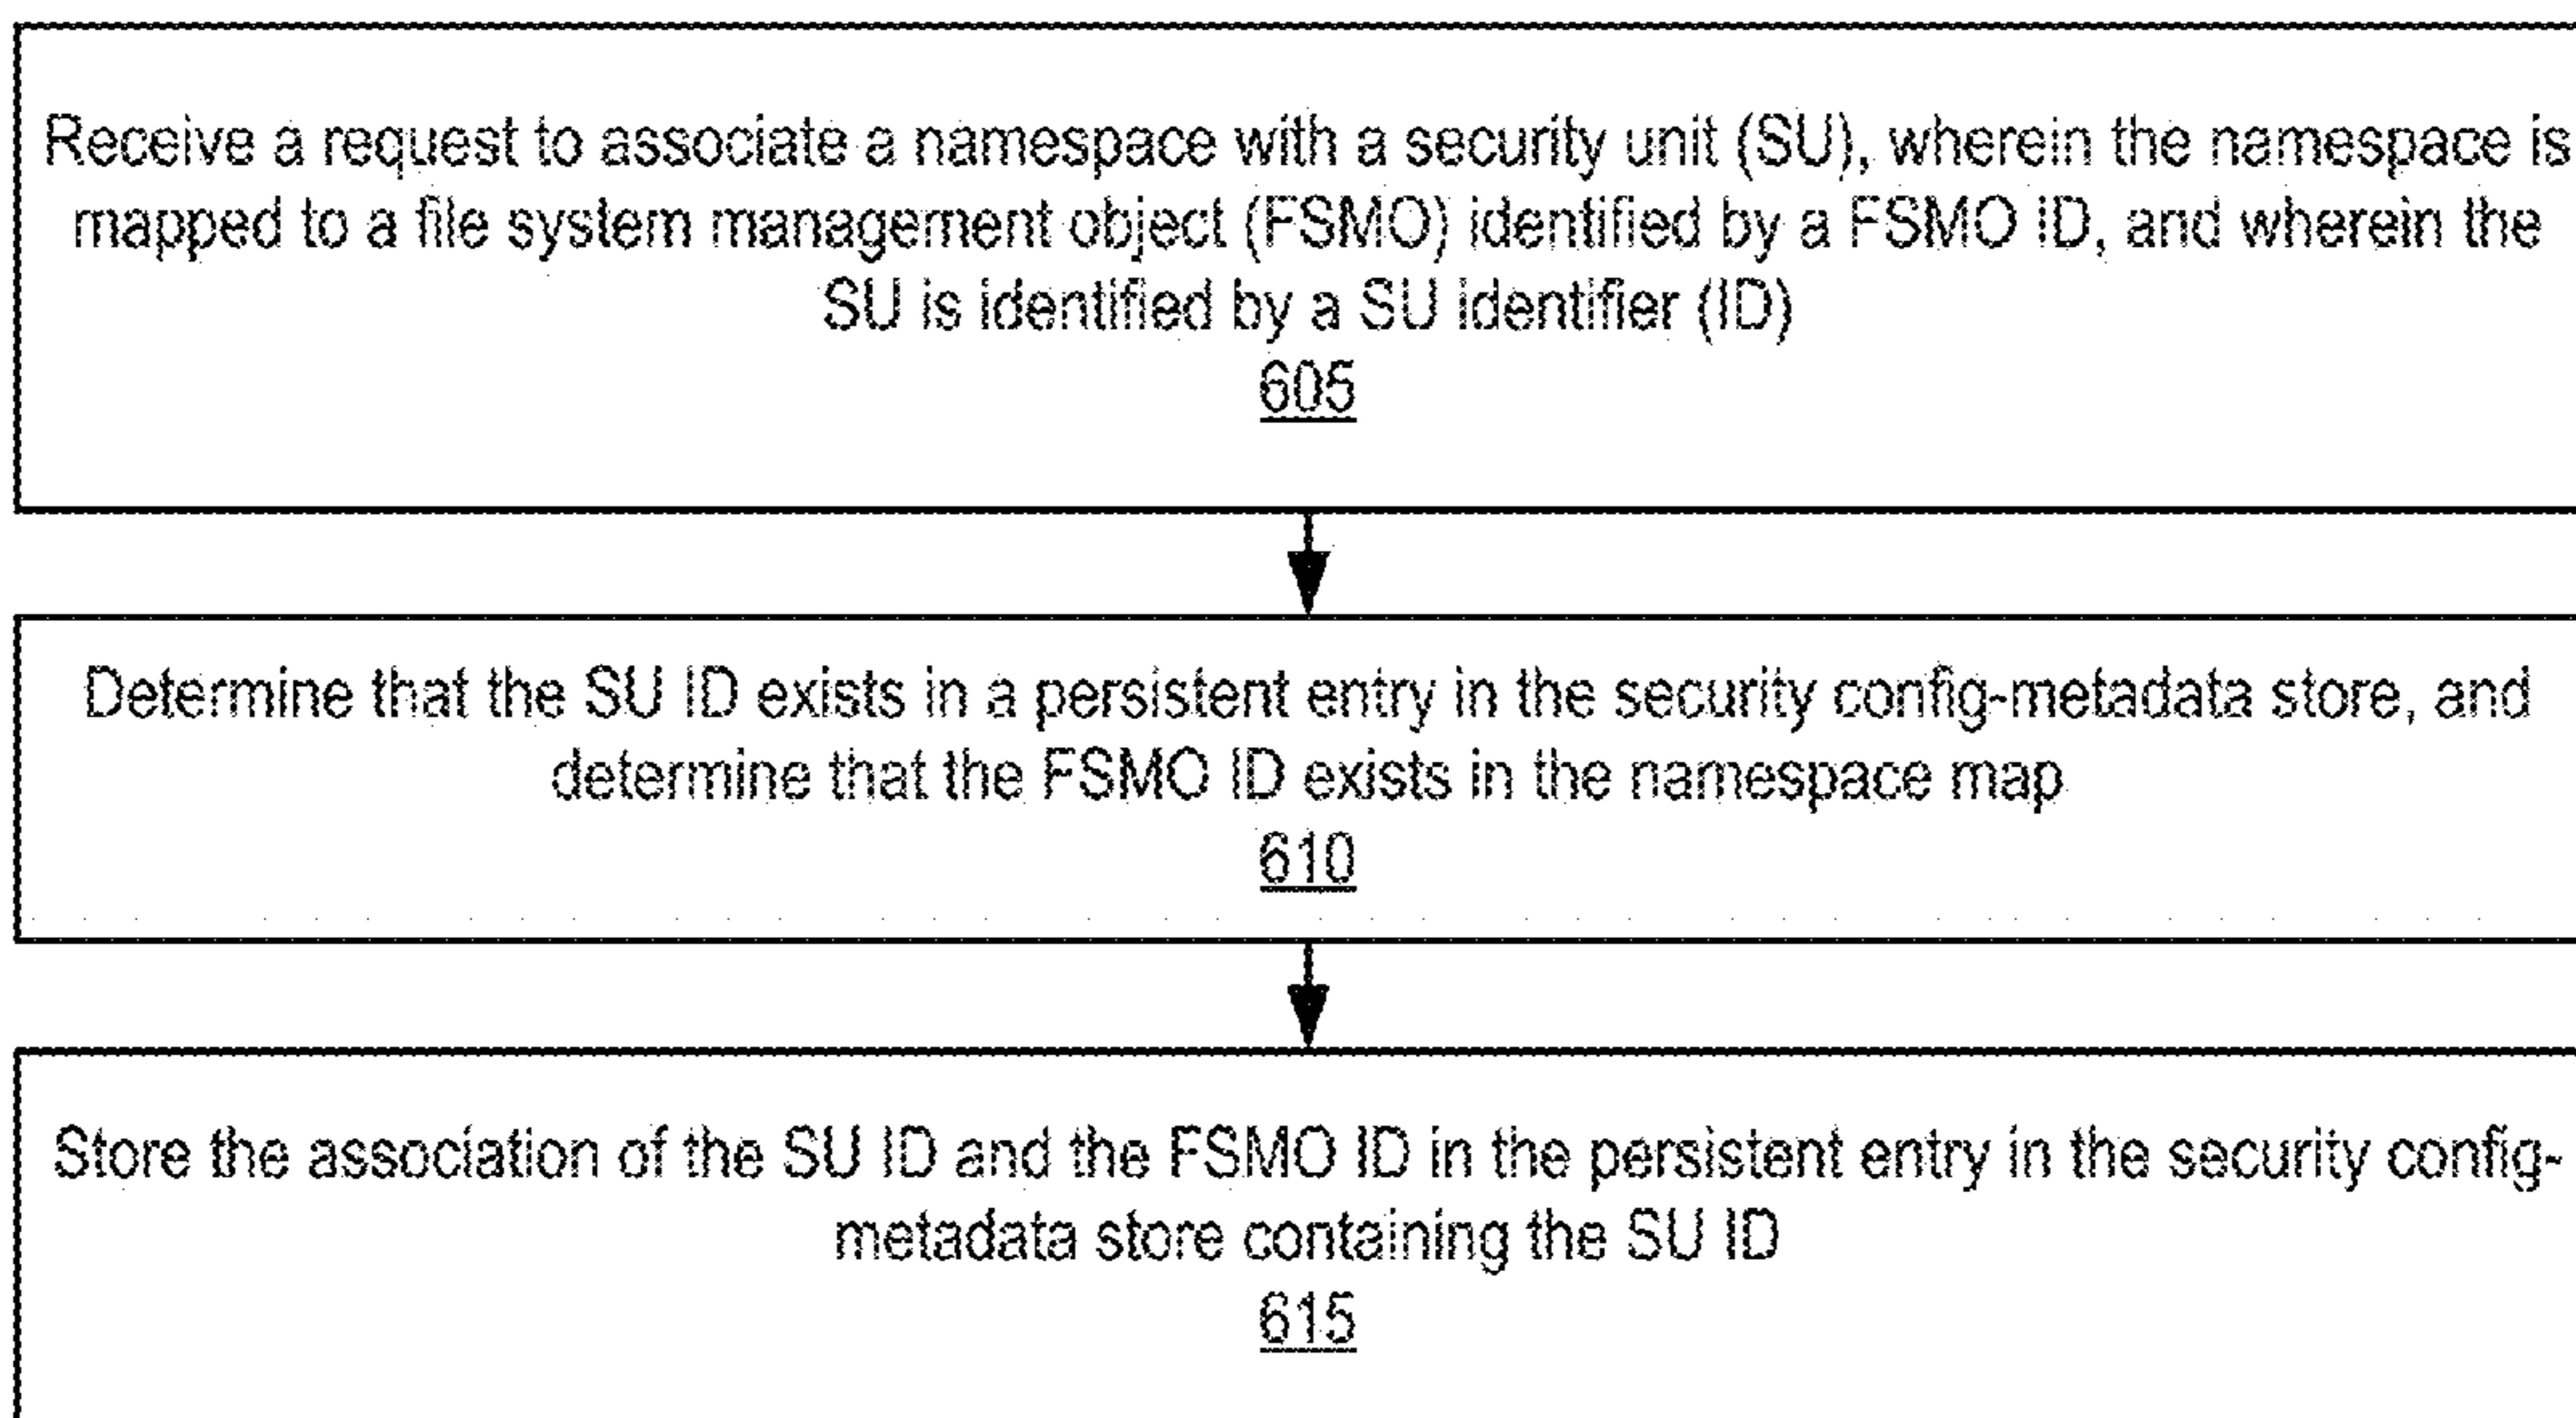 Receive a request to associate a namespace with a security unit (SU), wherein the namespace is
mapped to a file system management object (FSMO) identified by a FSMO ID, and wherein the
SU is identified by a SU identifier (ID)
605
Determine that the SU ID exists in a persistent entry in the security config-metadata store, and
determine that the FSMO ID exists in the namespace map
610
Store the association of the SU ID and the FSMO ID in the persistent entry in the security config-
metadata store containing the SU ID
615